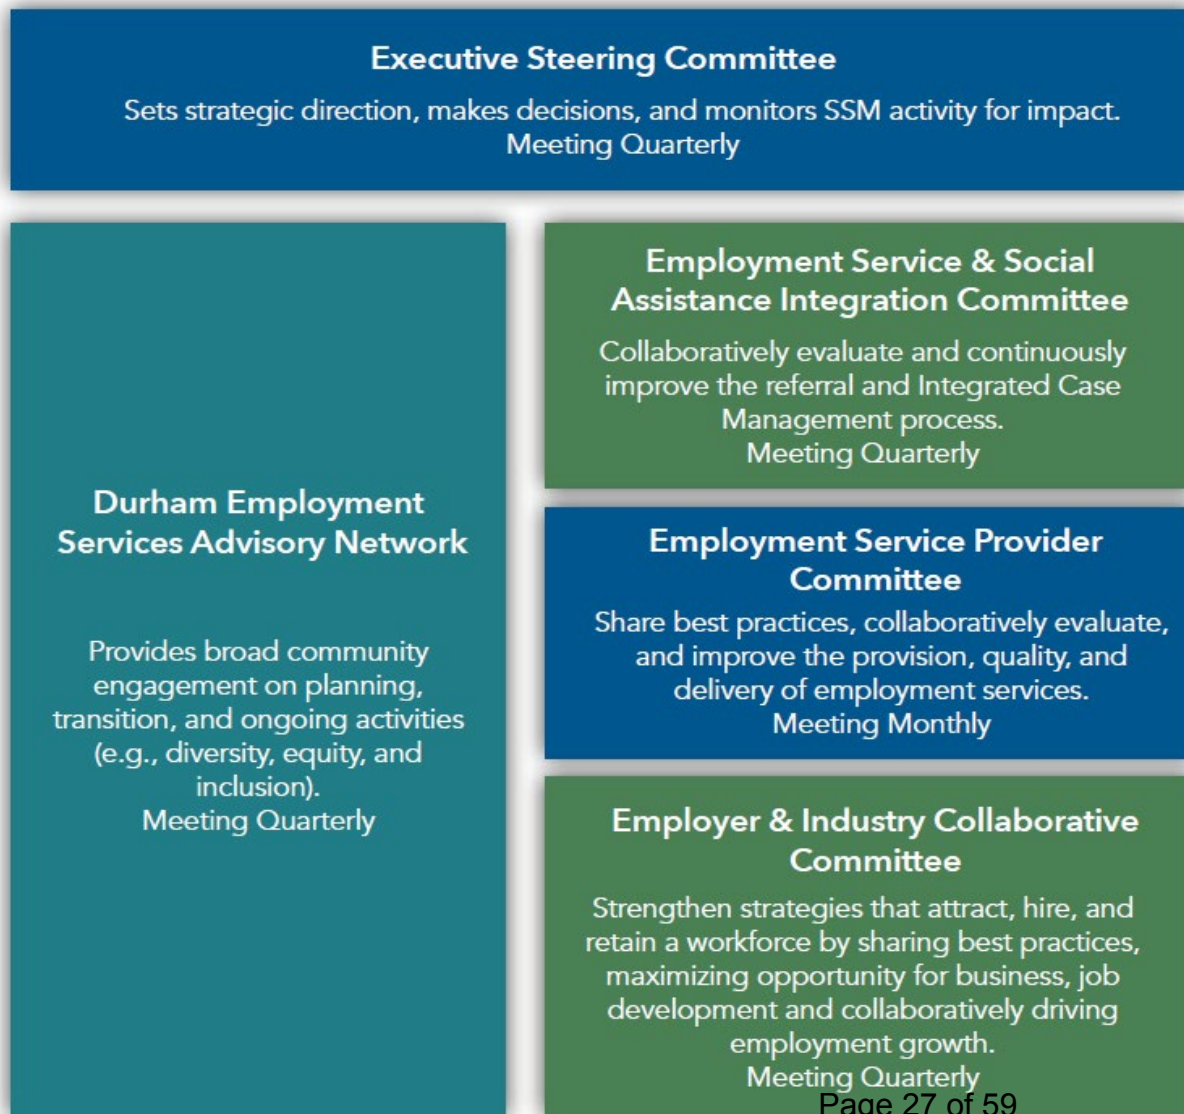 Executive Steering Committee
Sets strategic direction, makes decisions, and monitors SSM activity for impact.
Meeting Quarterly
Durham Employment
Services Advisory Network
Provides broad community
engagement on planning,
transition, and ongoing activities
(e.g., diversity, equity, and
inclusion).
Meeting Quarterly
Employment Service & Social
Assistance Integration Committee
Collaboratively evaluate and continuously
improve the referral and Integrated Case
Management process.
Meeting Quarterly
Employment Service Provider
Committee
Share best practices, collaboratively evaluate,
and improve the provision, quality, and
delivery of employment services.
Meeting Monthly
Employer & Industry Collaborative
Committee
Strengthen strategies that attract, hire, and
retain a workforce by sharing best practices,
maximizing opportunity for business, job
development and collaboratively driving
employment growth.
Meeting Quarterly
Page 27 of 59